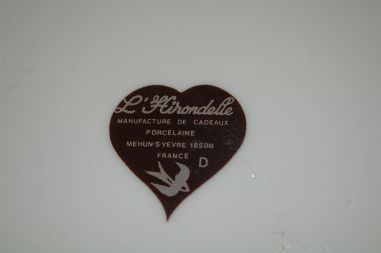 L'Hirondelle
MANUFACTURE DE CADEAUX
PORCELAINE
MEHUN-S-YEVRE 18500
FRANCE
D